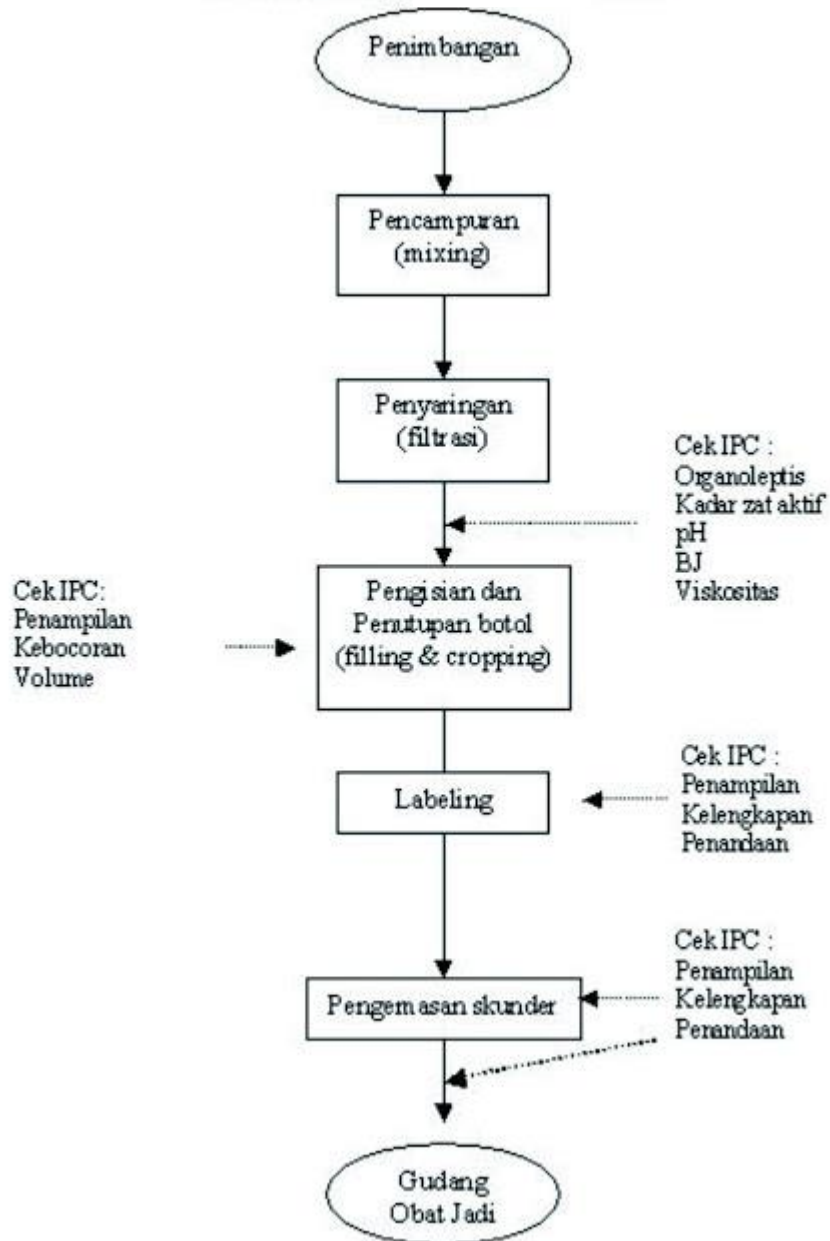 Penimbangan
Pencampuran
(mixing)
Penyaringan
(filtrasi)
Cek IPC :
Organoleptis
Kadar zat aktif
pH
BJ
Viskositas
Cek IPC:
Penampilan
Kebocoran
Volume
Pengisian dan
Penutupan botol
(filling & cropping)
Cek IPC :
Penampilan
Kelengkapan
Penandaan
Labeling
Cek IPC :
Penampilan
Kelengkapan
Penandaan
Pengemasan skunder
Gudang
Obat Jadi